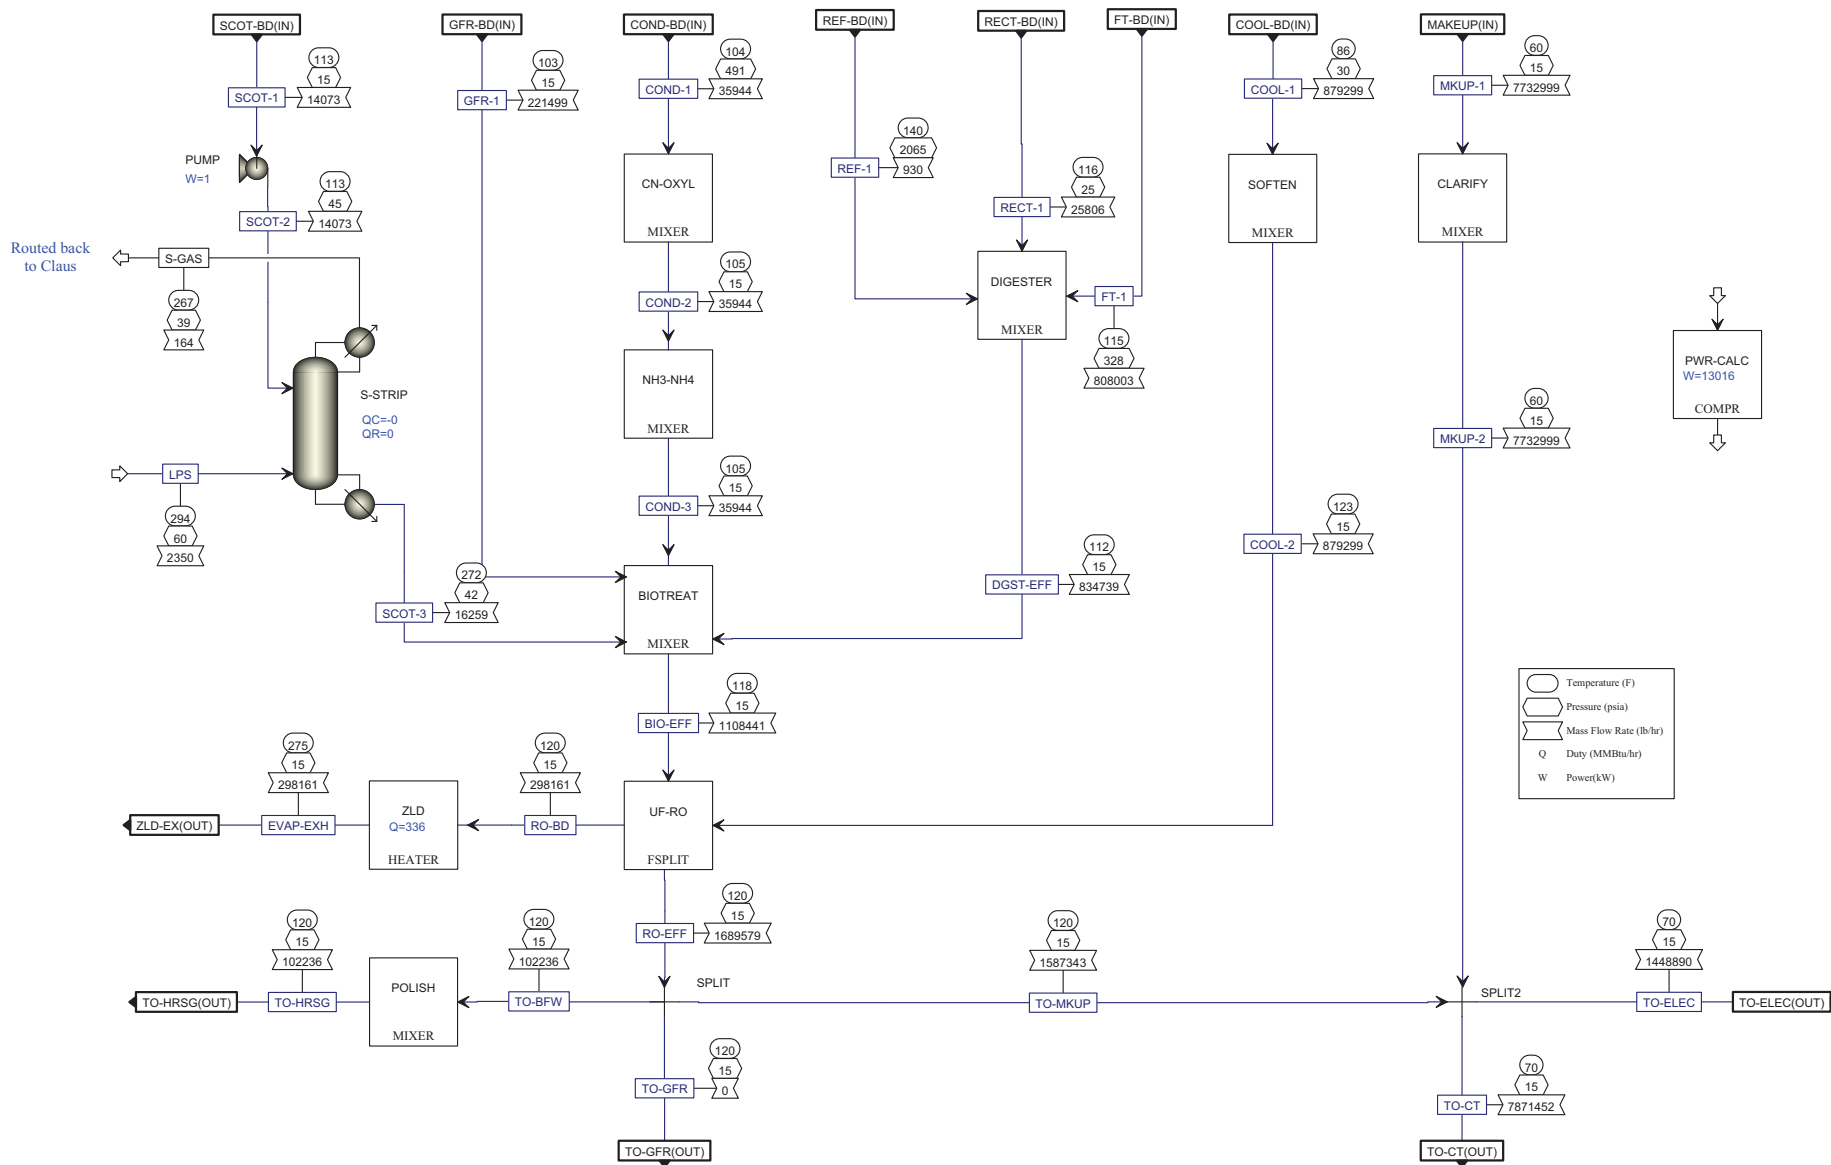 SCOT-BD(IN)
GFR-BD(IN)
COND-BD(IN)
REF-BD(IN)
RECT-BD(IN)
FT-BD(IN)
COOL-BD(IN)
MAKEUP(IN)
113
15
SCOT-1
14073
103
15
GFR-1
221499
104
491
COND-1
35944
86
30
COOL-1
879299
60
15
MKUP-1
7732999
PUMP
W=1
113
45
SCOT-2
14073
CN-OXYL
MIXER
140
2065
REF-1
930
116
25
RECT-1
25806
SOFTEN
MIXER
CLARIFY
MIXER
Routed back
to Claus
S-GAS
267
39
164
105
15
COND-2
35944
DIGESTER
MIXER
FT-1
115
328
808003
S-STRIP
QC=-0
QR=0
NH3-NH4
MIXER
PWR-CALC
W=13016
COMPR
60
15
MKUP-2
7732999
LPS
294
60
2350
105
15
COND-3
35944
123
15
COOL-2
879299
272
42
SCOT-3
16259
BIOTREAT
MIXER
112
15
DGST-EFF
834739
118
15
BIO-EFF
1108441
Temperature (F)
Pressure (psia)
Mass Flow Rate (lb/hr)
Q Duty (MMBtu/hr)
W Power(kW)
275
15
298161
120
15
298161
ZLD-EX(OUT)
EVAP-EXH
ZLD
Q=336
HEATER
RO-BD
UF-RO
FSPLIT
120
15
RO-EFF
1689579
120
15
102236
120
15
102236
120
15
1587343
70
15
1448890
TO-HRSG(OUT)
TO-HRSG
POLISH
MIXER
TO-BFW
SPLIT
TO-MKUP
SPLIT2
TO-ELEC
TO-ELEC(OUT)
120
15
TO-GFR
0
70
15
TO-CT
7871452
TO-GFR(OUT)
TO-CT(OUT)